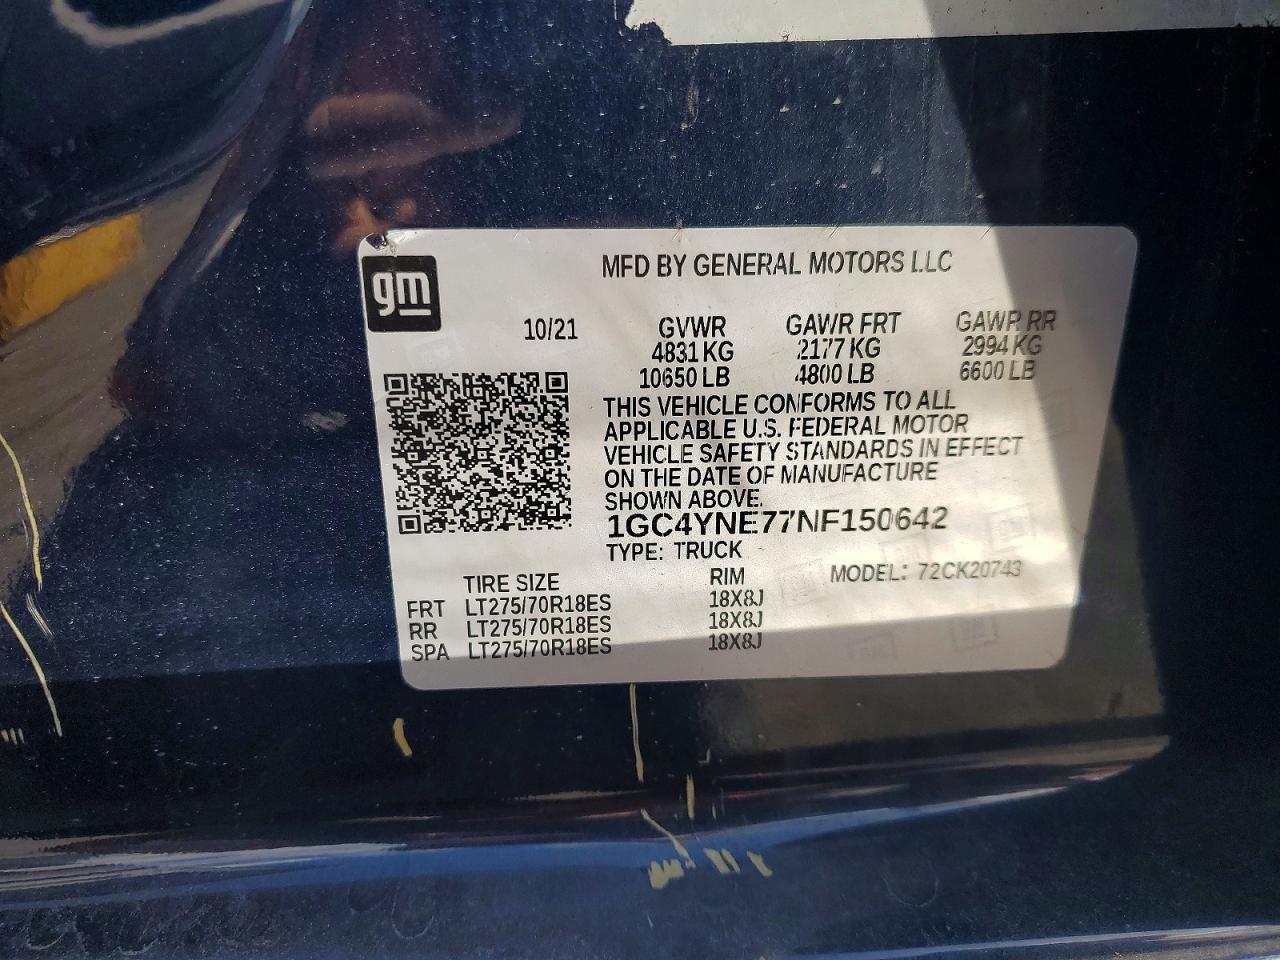 gm
MFD BY GENERAL MOTORS LLC
10/21 GVWR GAWR FRT GAWR RR
4831 KG 2177 KG 2994 KG
10650 LB 4800 LB 6600 LB
THIS VEHICLE CONFORMS TO ALL
APPLICABLE U.S. FEDERAL MOTOR
VEHICLE SAFETY STANDARDS IN EFFECT
ON THE DATE OF MANUFACTURE
SHOWN ABOVE.
1GC4YNE77NF150642
TYPE: TRUCK
MODEL: 72CK20743
TIRE SIZE RIM
FRT LT275/70R18ES 18X8J
RR LT275/70R18ES 18X8J
SPA LT275/70R18ES 18X8J